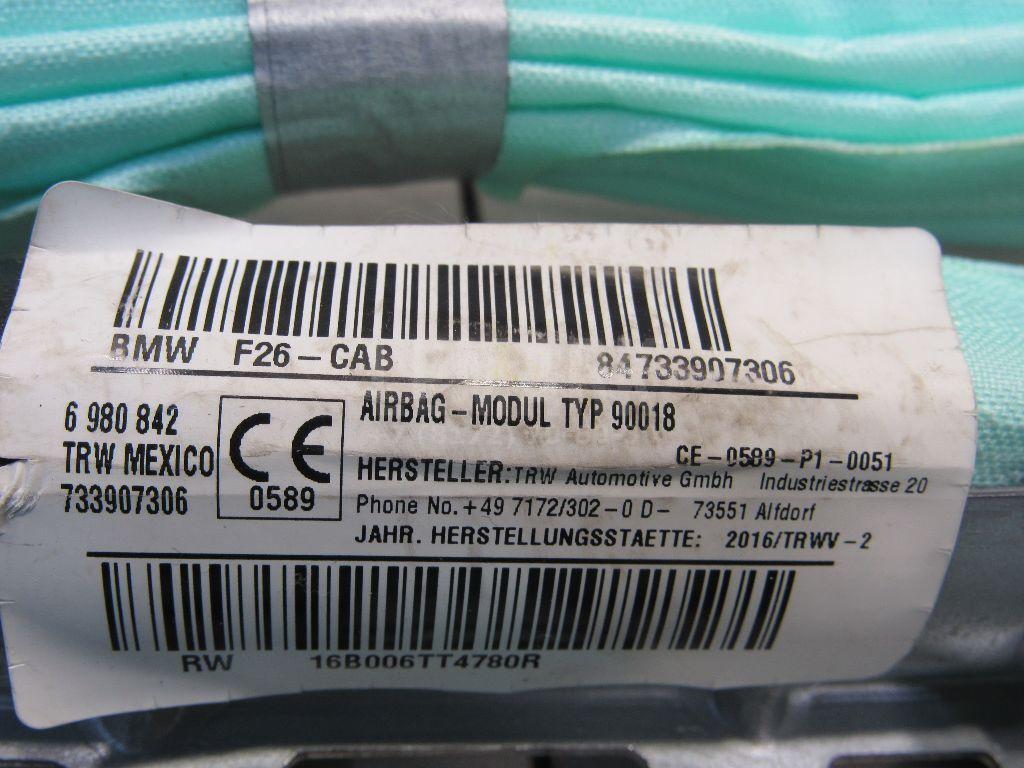 BMW F26-CAB 84733907306
6 980 842
TRW MEXICO
733907306
CE
0589
AIRBAG-MODUL TYP 90018
CE-0589-P1-0051
HERSTELLER: TRW Automotive Gmbh Industriestrasse 20
Phone No. +49 7172/302-0 D- 73551 Alfdorf
JAHR. HERSTELLUNGSSTAETTE: 2016/TRWV-2
RW 16B006TT4780R